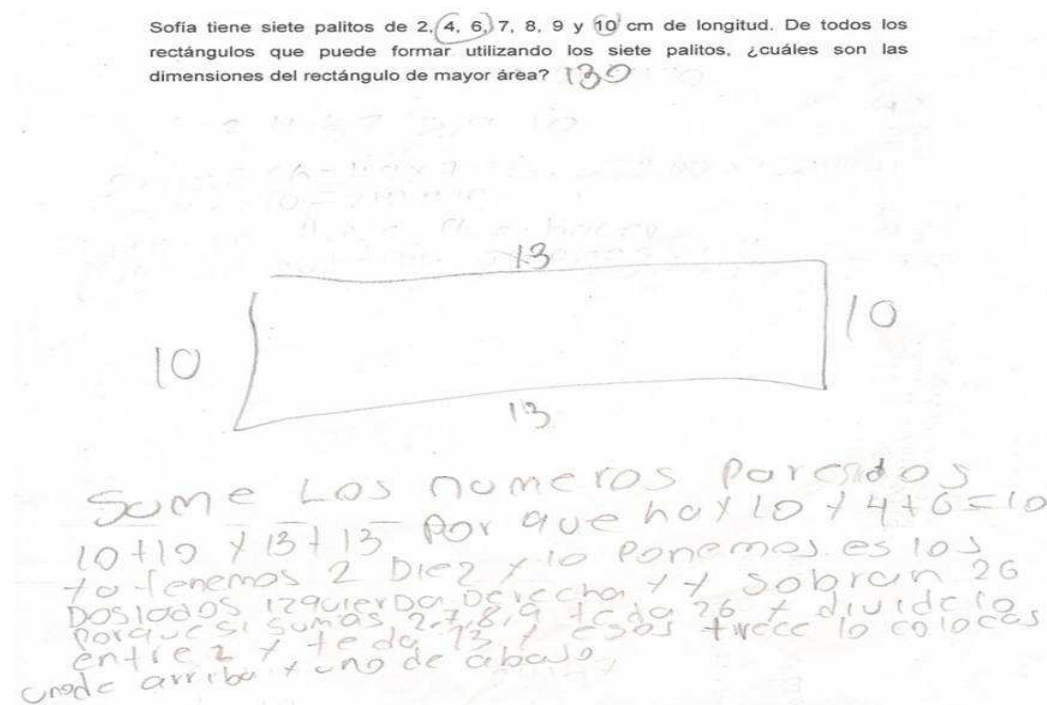 Sofía tiene siete palitos de 2, 4, 6, 7, 8, 9 y 10 cm de longitud. De todos los
rectángulos que puede formar utilizando los siete palitos, ¿cuáles son las
dimensiones del rectángulo de mayor área? 130
13
10
10
13
Sume Los numeros
10+10 y 13+13 por que hay 10 y 4+6=10
tenemos 2 Diez y lo ponemos es los
Dos lados izquierDa Derecha y y sobran 26
porque si sumas 2,7,8,9 te da 26 y divide lo
entre 2 y te da 13 y esos trece lo colocas
uno de arriba y uno de abajo